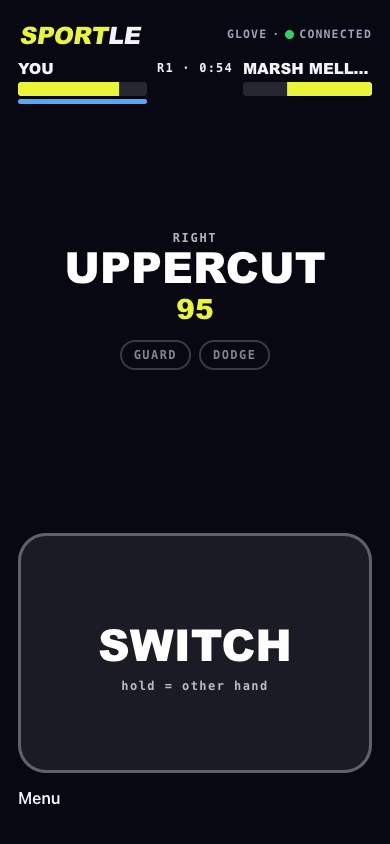 SPORTLE
GLOVE · CONNECTED
YOU
R1 · 0:54
MARSH MELL...
RIGHT
UPPERCUT
95
GUARD
DODGE
SWITCH
hold = other hand
Menu